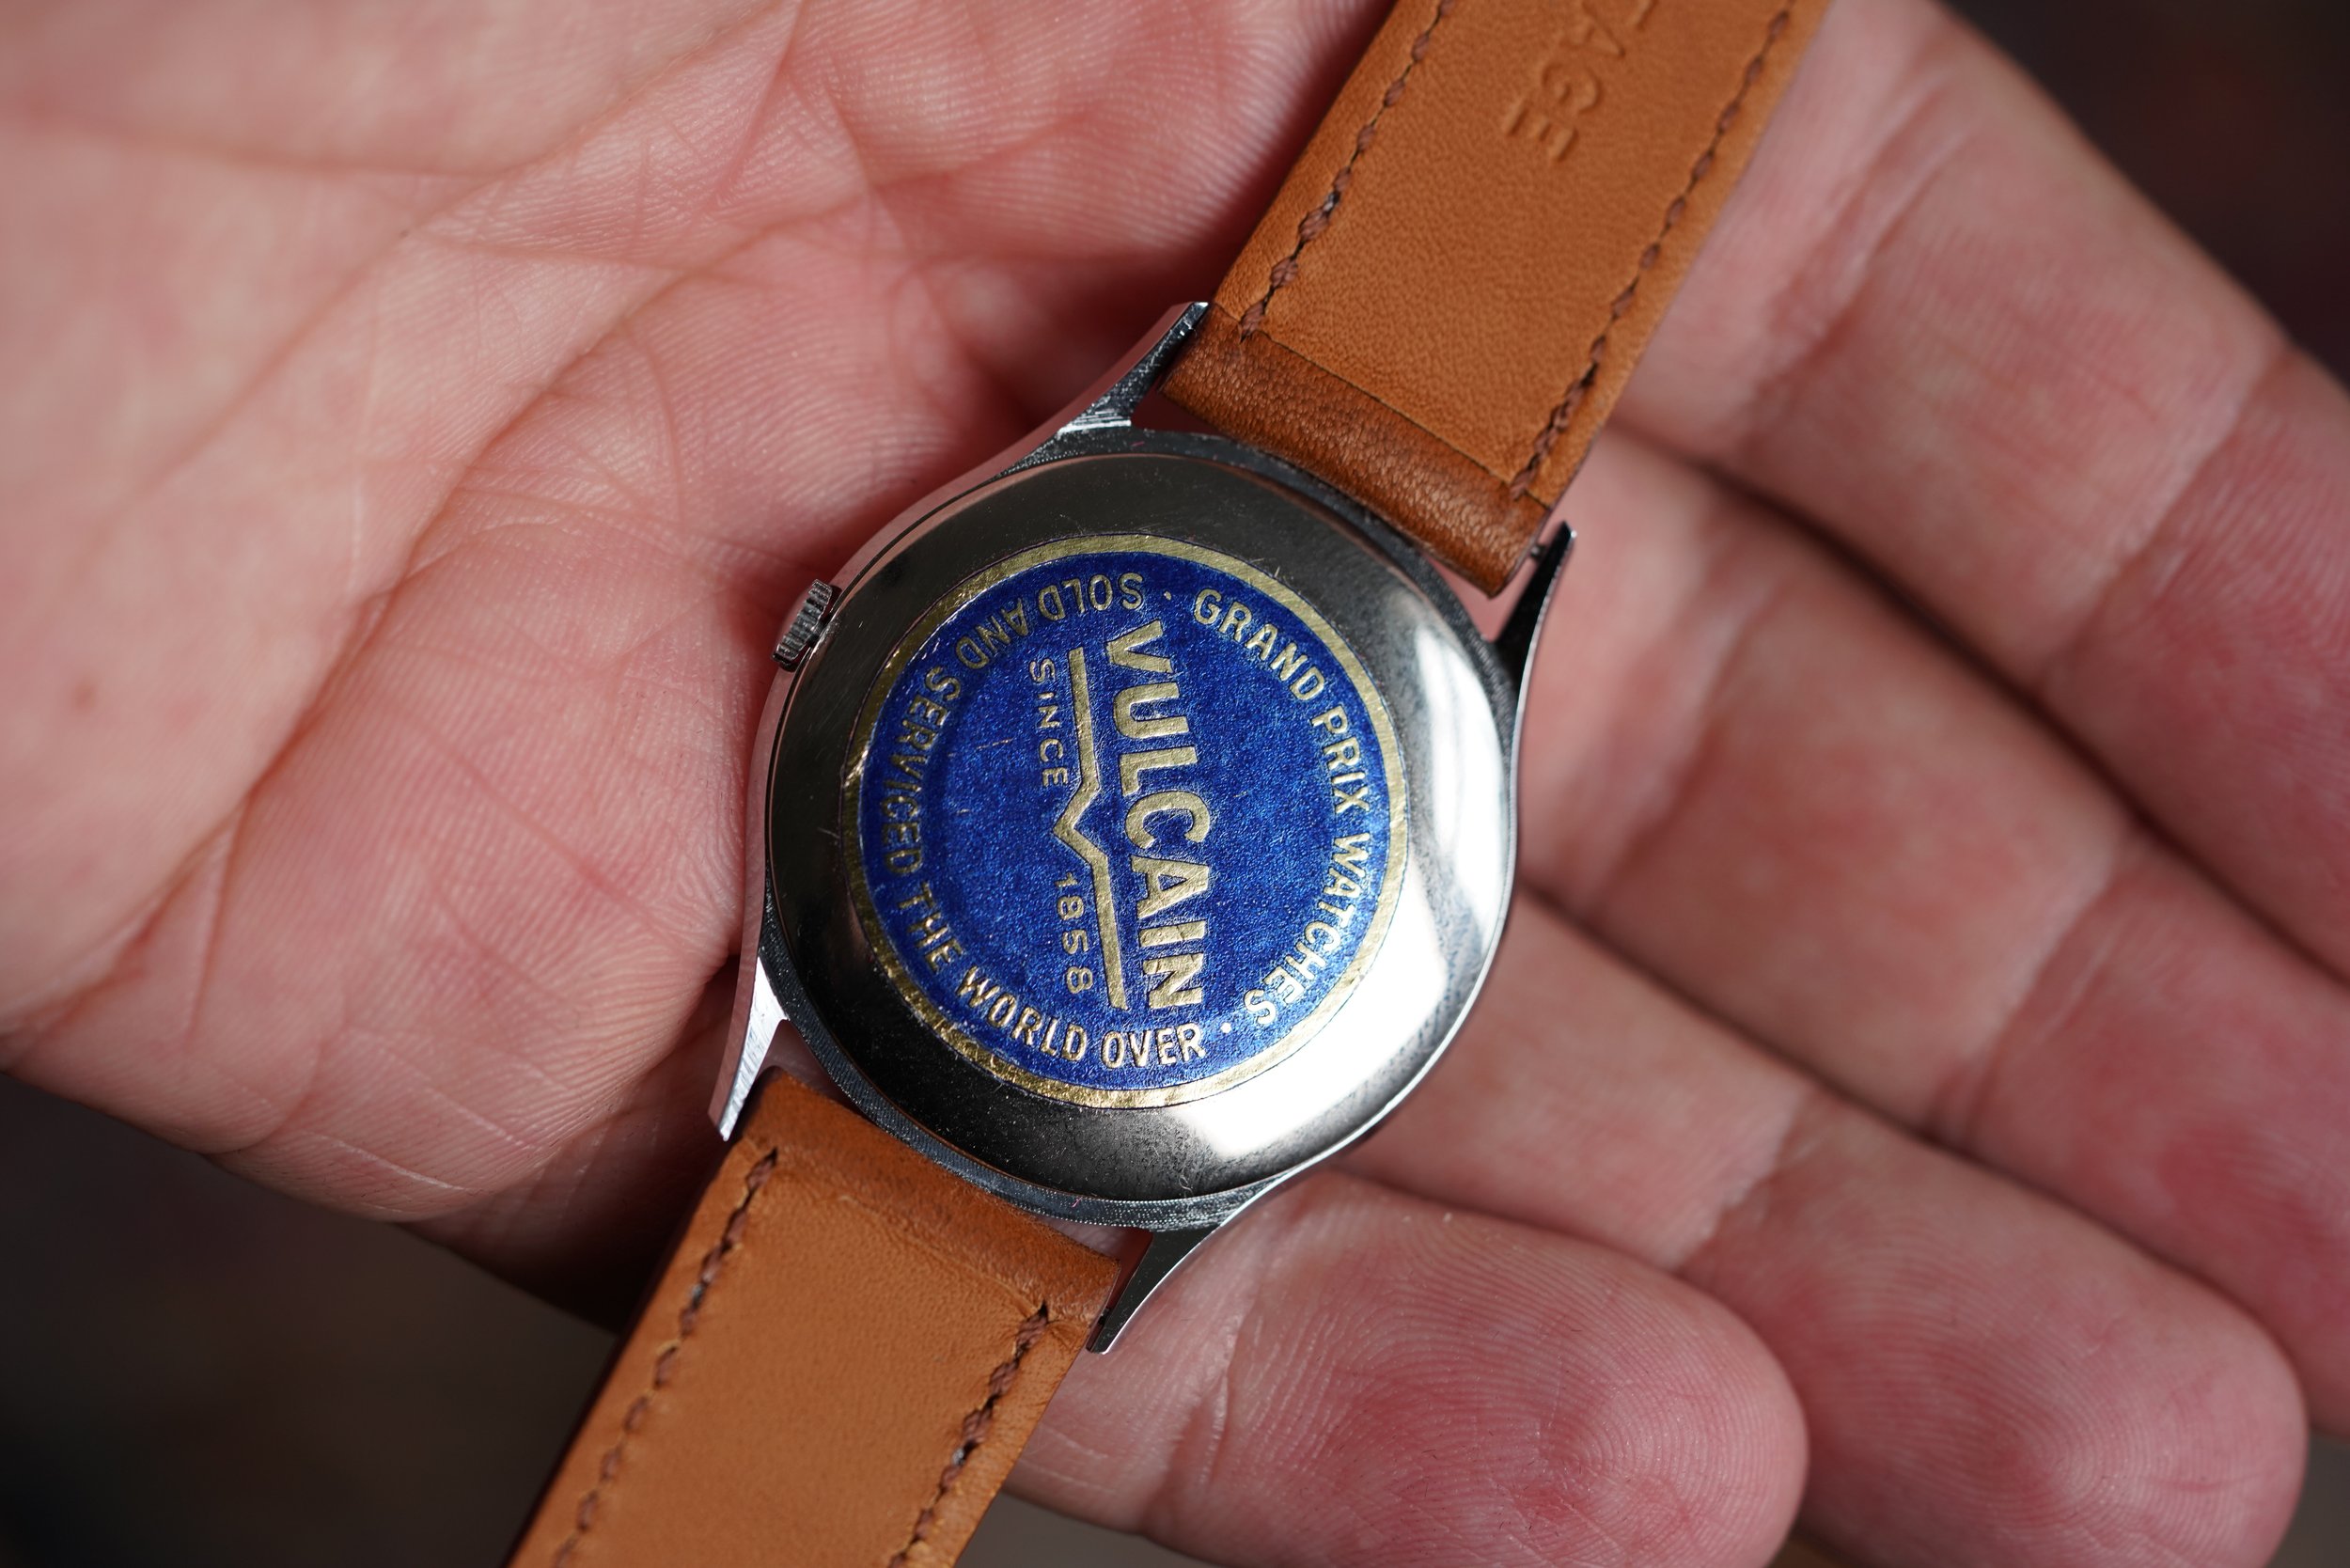 GRAND PRIX WATCHES
VULCAIN
SINCE 1858
· SOLD AND SERVICED THE WORLD OVER ·